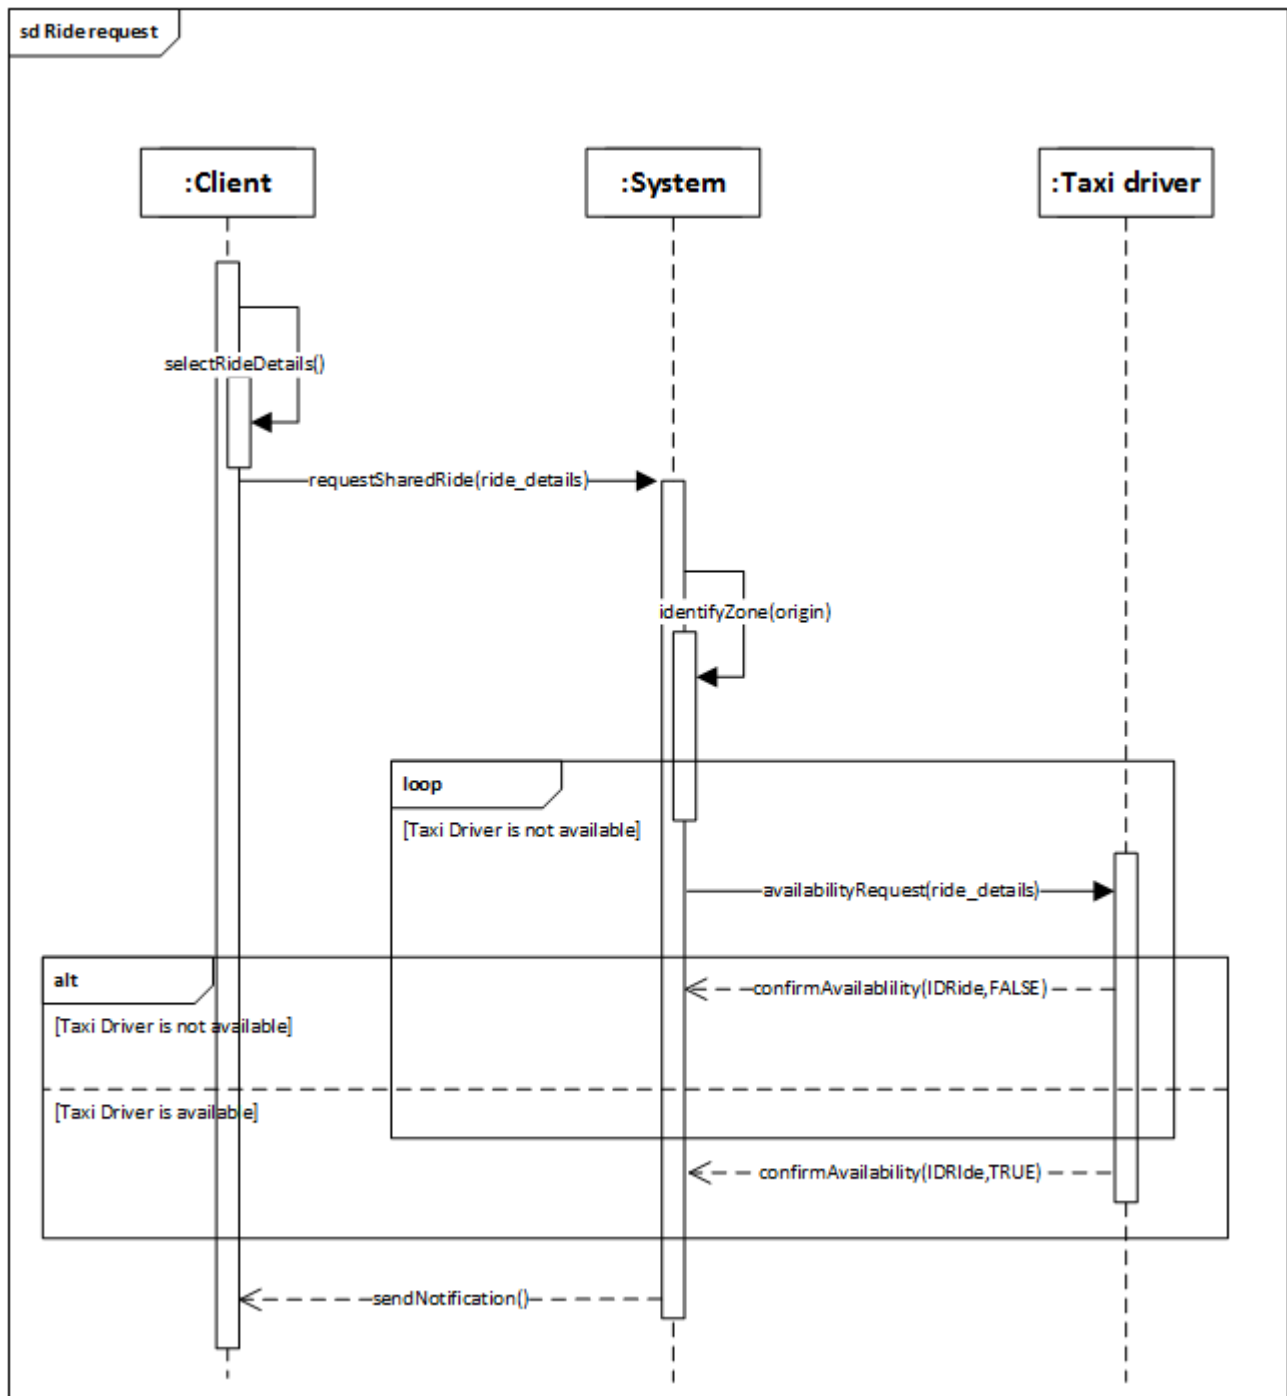 sd Ride request
:Client
:System
:Taxi driver
selectRideDetails()
requestSharedRide(ride_details)
identifyZone(origin)
loop
[Taxi Driver is not available]
availabilityRequest(ride_details)
alt
confirmAvailablility(IDRide,FALSE)
[Taxi Driver is not available]
[Taxi Driver is available]
confirmAvailability(IDRIde,TRUE)
sendNotification()